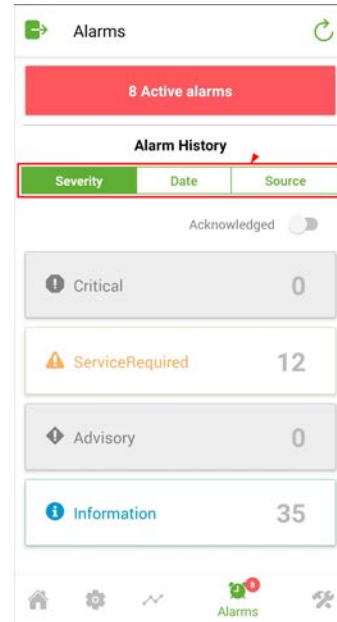 Alarms
8 Active alarms
Alarm History
Severity Date Source
Acknowledged
Critical 0
ServiceRequired 12
Advisory 0
Information 35
8
Alarms